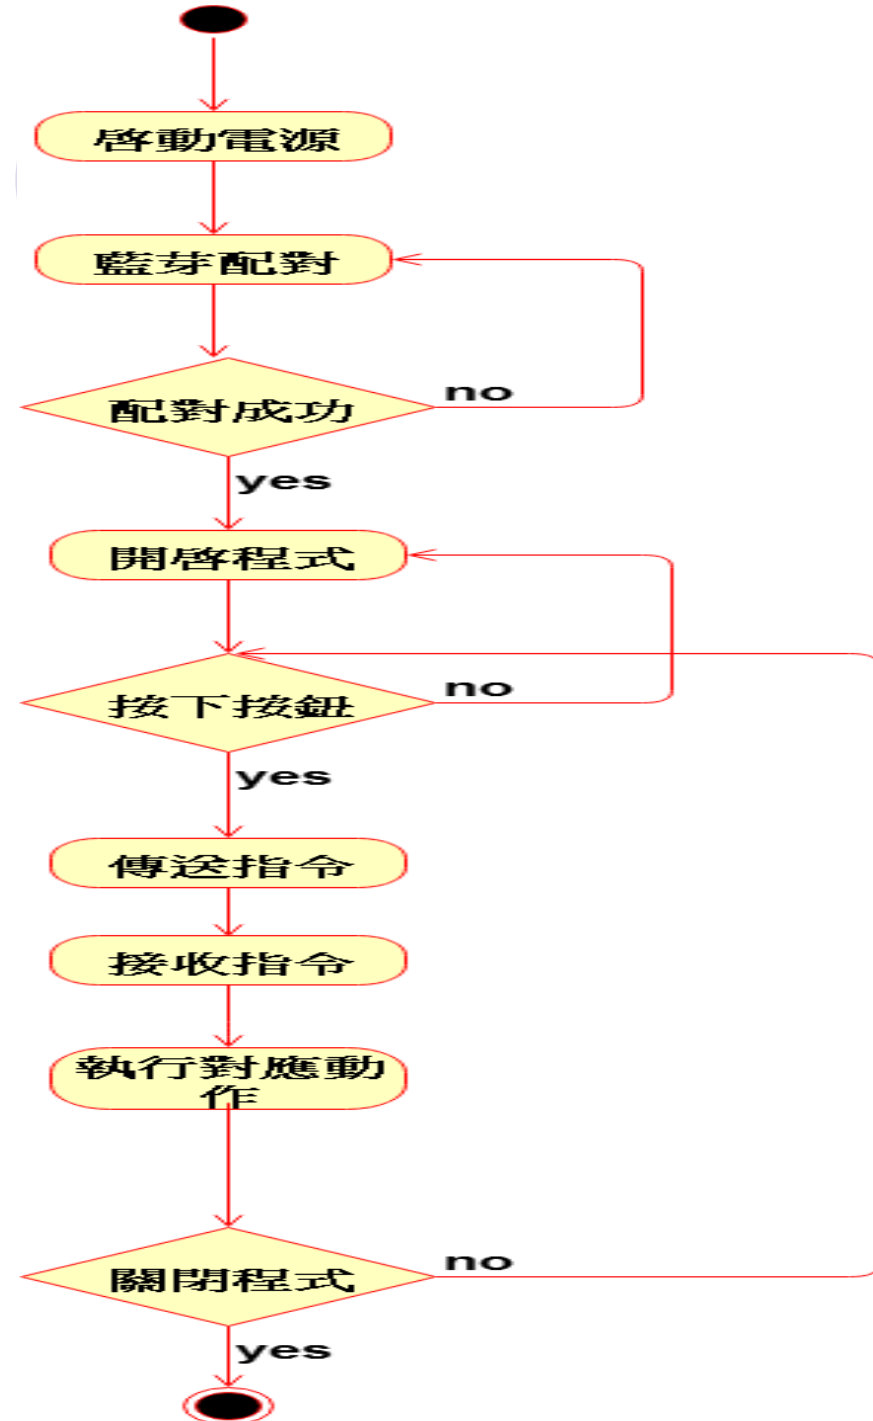 啓動電源
藍芽配對
配對成功
no
yes
開啓程式
按下按鈕
no
yes
傳送指令
接收指令
執行對應動
作
關閉程式
no
yes